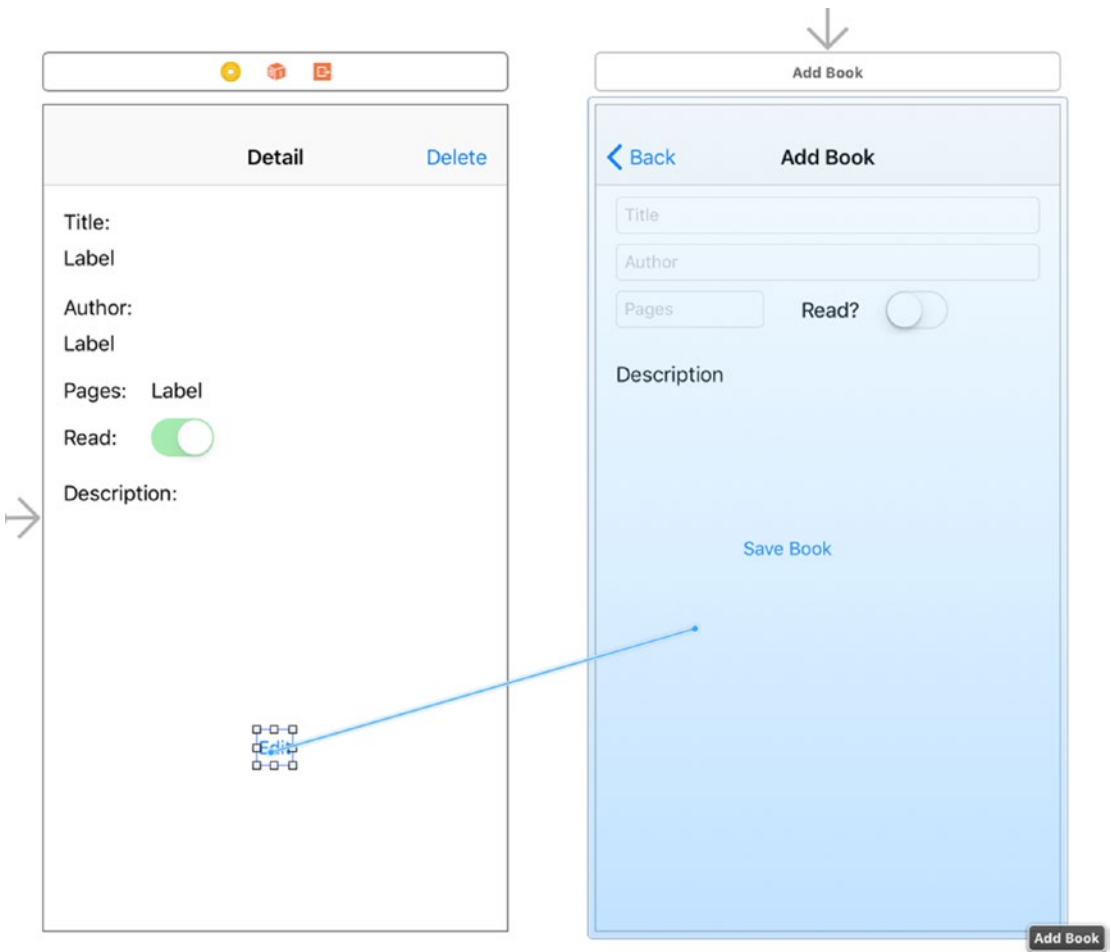 Detail
Delete
Title:
Label
Author:
Label
Pages: Label
Read:
Description:
Edit
Add Book
Back
Add Book
Title
Author
Pages
Read?
Description
Save Book
Add Book